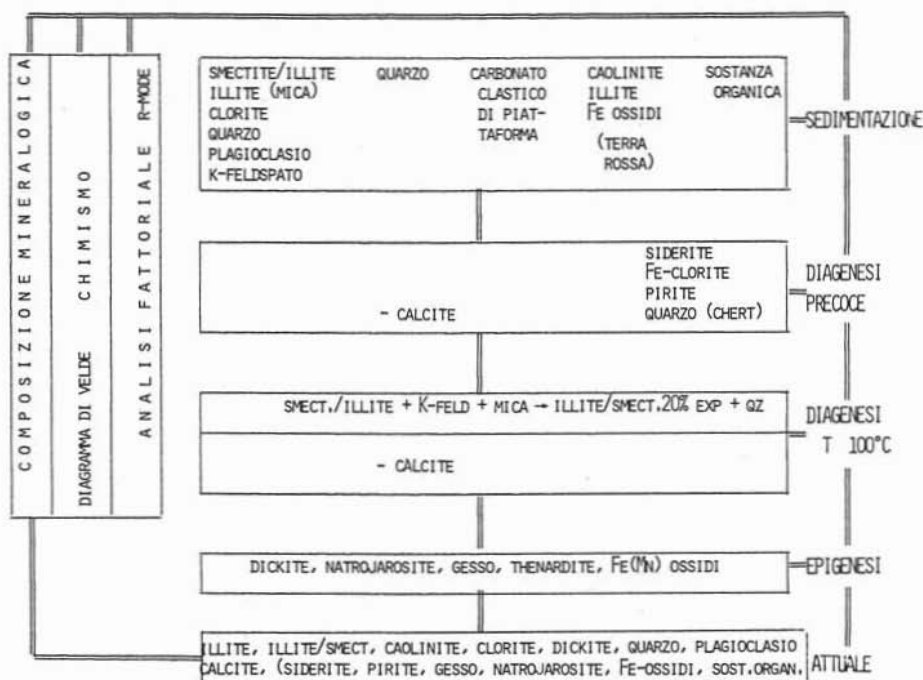 COMPOSIZIONE MINERALOGICA
DIAGRAMMA DI VELDE CHIMISMO
ANALISI FATTORIALE R-MODE
SMECTITE/ILLITE QUARZO CARBONATO CAOLINITE SOSTANZA
ILLITE (MICA) CLASTICO ILLITE ORGANICA
CLORITE DI PIAT- Fe OSSIDI
QUARZO TAFORMA (TERRA
PLAGIOCLASIO ROSSA)
K-FELDSPATO
SEDIMENTAZIONE
SIDERITE
Fe-CLORITE
PIRITE
- CALCITE QUARZO (CHERT)
DIAGENESI
PRECOCE
SMECT./ILLITE + K-FELD + MICA → ILLITE/SMECT.20% EXP + QZ
- CALCITE
DIAGENESI
T 100°C
DICKITE, NATROJAROSITE, GESSO, THENARDITE, Fe(Mn) OSSIDI
EPIGENESI
ILLITE, ILLITE/SMECT, CAOLINITE, CLORITE, DICKITE, QUARZO, PLAGIOCLASIO
CALCITE, (SIDERITE, PIRITE, GESSO, NATROJAROSITE, Fe-OSSIDI, SOST.ORGAN.
ATTUALE